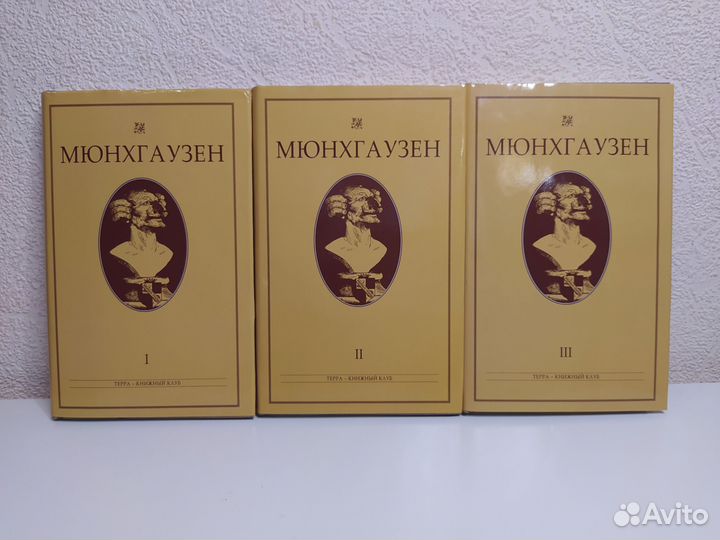 МЮНХГАУЗЕН
I
ТЕРРА – КНИЖНЫЙ КЛУБ
МЮНХГАУЗЕН
II
ТЕРРА – КНИЖНЫЙ КЛУБ
МЮНХГАУЗЕН
III
ТЕРРА – КНИЖНЫЙ КЛУБ
Avito